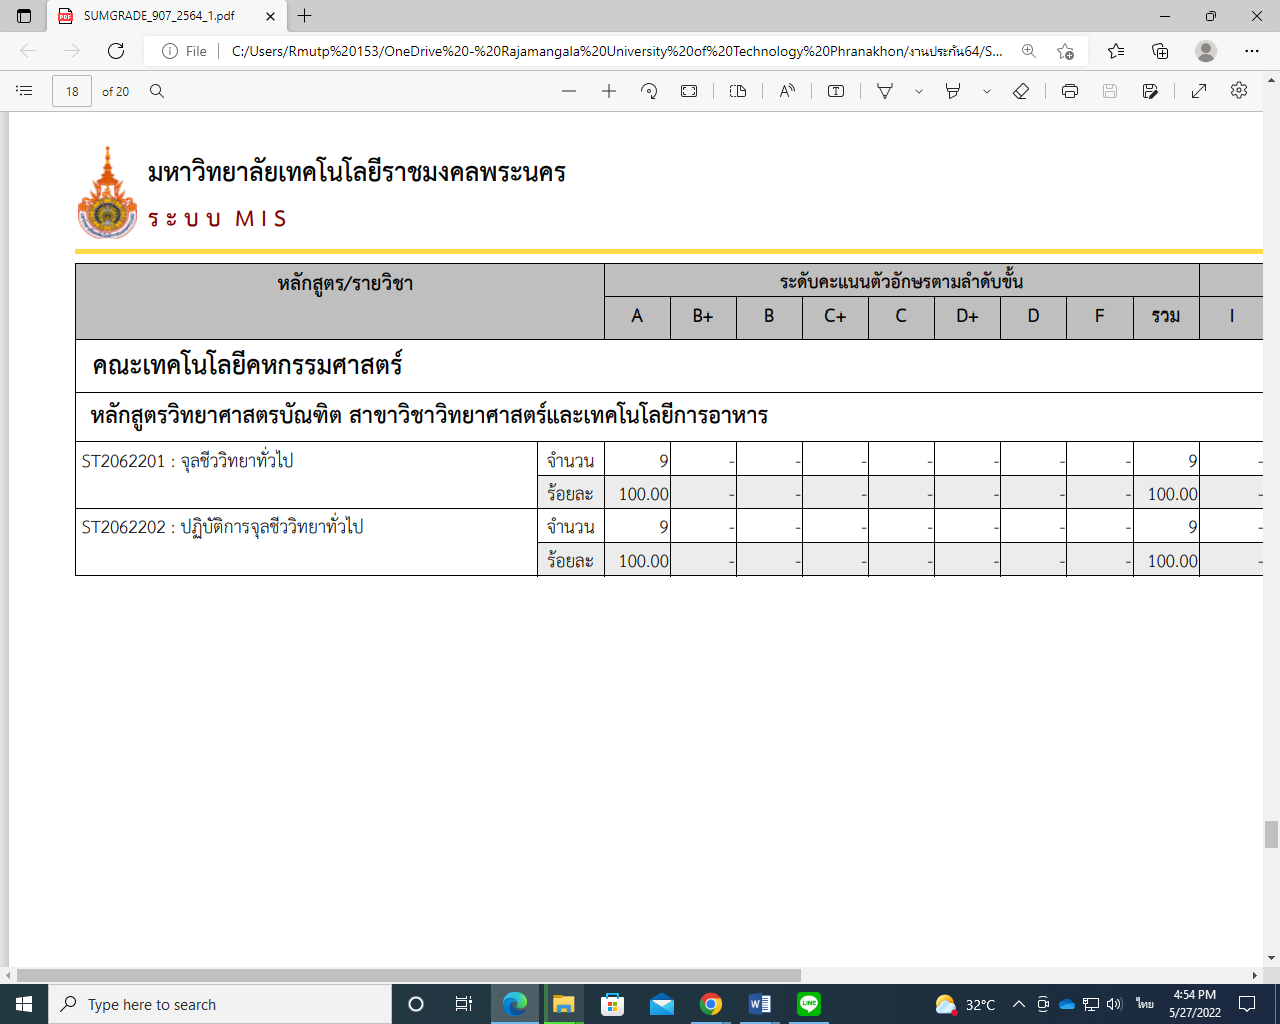 SUMGRADE_907_2564_1.pdf
File
C:/Users/Rmutp%20153/OneDrive%20-%20Rajamangala%20University%20of%20Technology%20Phranakhon/งานประกัน64/S...
18 of 20
มหาวิทยาลัยเทคโนโลยีราชมงคลพระนคร
ระบบ MIS
หลักสูตร/รายวิชา ระดับคะแนนตัวอักษรตามลำดับขั้น
A B+ B C+ C D+ D F รวม I
คณะเทคโนโลยีคหกรรมศาสตร์
หลักสูตรวิทยาศาสตรบัณฑิต สาขาวิชาวิทยาศาสตร์และเทคโนโลยีการอาหาร
ST2062201 : จุลชีววิทยาทั่วไป จำนวน 9 - - - - - - - 9 -
ร้อยละ 100.00 - - - - - - - 100.00 -
ST2062202 : ปฏิบัติการจุลชีววิทยาทั่วไป จำนวน 9 - - - - - - - 9 -
ร้อยละ 100.00 - - - - - - - 100.00 -
Type here to search
32°C
ไทย
4:54 PM
5/27/2022